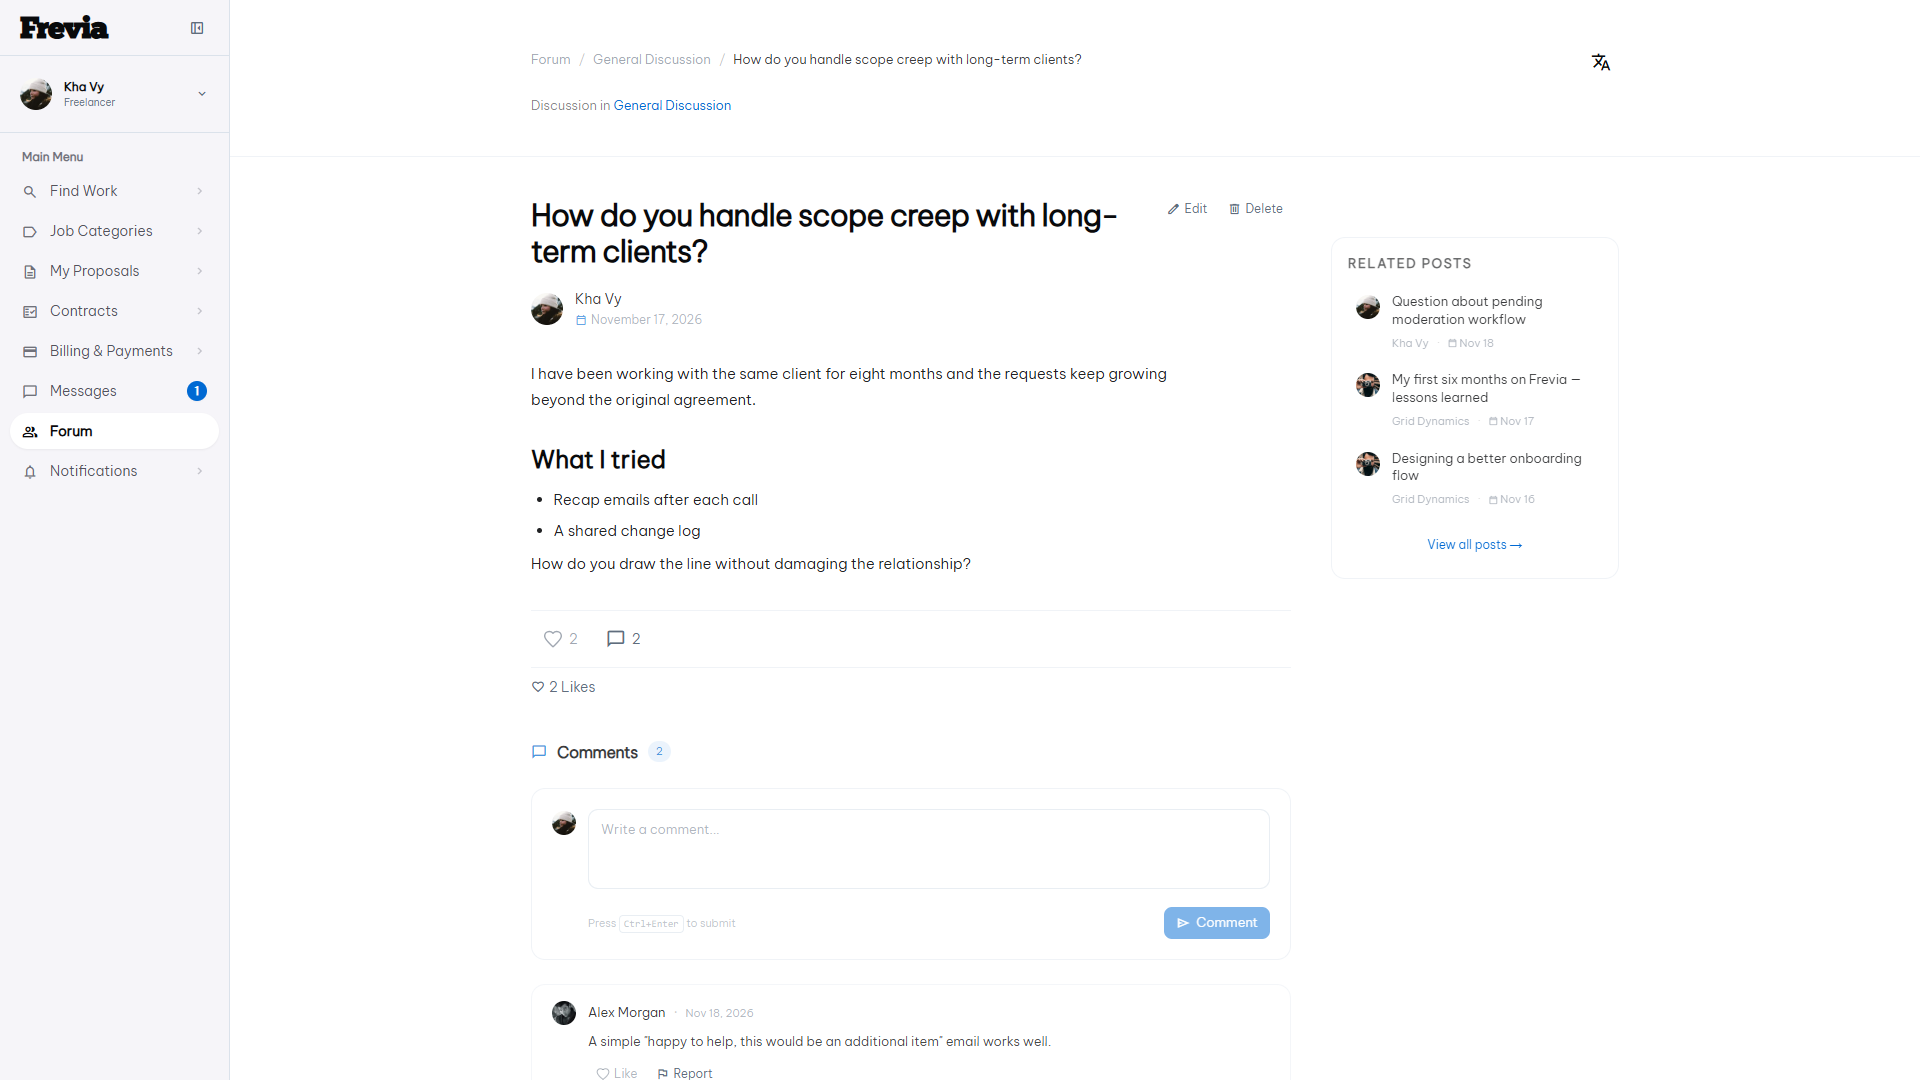 Frevia
Kha Vy
Freelancer
Main Menu
Find Work
Job Categories
My Proposals
Contracts
Billing & Payments
Messages 1
Forum
Notifications
Forum / General Discussion / How do you handle scope creep with long-term clients?
Discussion in General Discussion
How do you handle scope creep with long-
term clients?
Edit Delete
Kha Vy
November 17, 2026
I have been working with the same client for eight months and the requests keep growing
beyond the original agreement.
What I tried
• Recap emails after each call
• A shared change log
How do you draw the line without damaging the relationship?
2 2
2 Likes
Comments 2
Write a comment...
Press Ctrl+Enter to submit
Comment
Alex Morgan · Nov 18, 2026
A simple "happy to help, this would be an additional item" email works well.
Like Report
RELATED POSTS
Question about pending
moderation workflow
Kha Vy · Nov 18
My first six months on Frevia —
lessons learned
Grid Dynamics · Nov 17
Designing a better onboarding
flow
Grid Dynamics · Nov 16
View all posts →